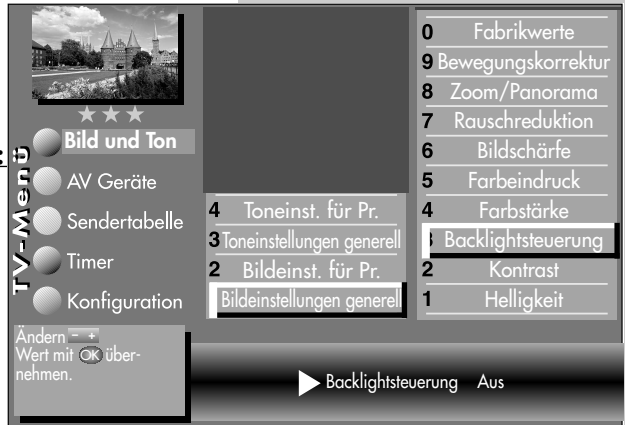 TV-Menü
Bild und Ton
AV Geräte
Sendertabelle
Timer
Konfiguration
Ändern - +
Wert mit OK über-
nehmen.
4 Toneinst. für Pr.
3 Toneinstellungen generell
2 Bildeinst. für Pr.
Bildeinstellungen generell
0 Fabrikwerte
9 Bewegungskorrektur
8 Zoom/Panorama
7 Rauschreduktion
6 Bildschärfe
5 Farbeindruck
4 Farbstärke
3 Backlightsteuerung
2 Kontrast
1 Helligkeit
Backlightsteuerung Aus